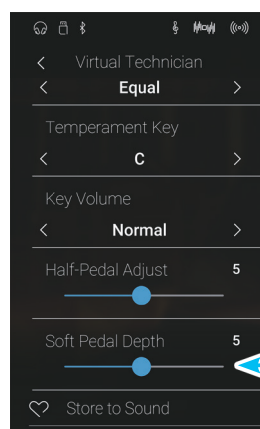 Virtual Technician
Equal
Temperament Key
C
Key Volume
Normal
Half-Pedal Adjust 5
Soft Pedal Depth 5
Store to Sound